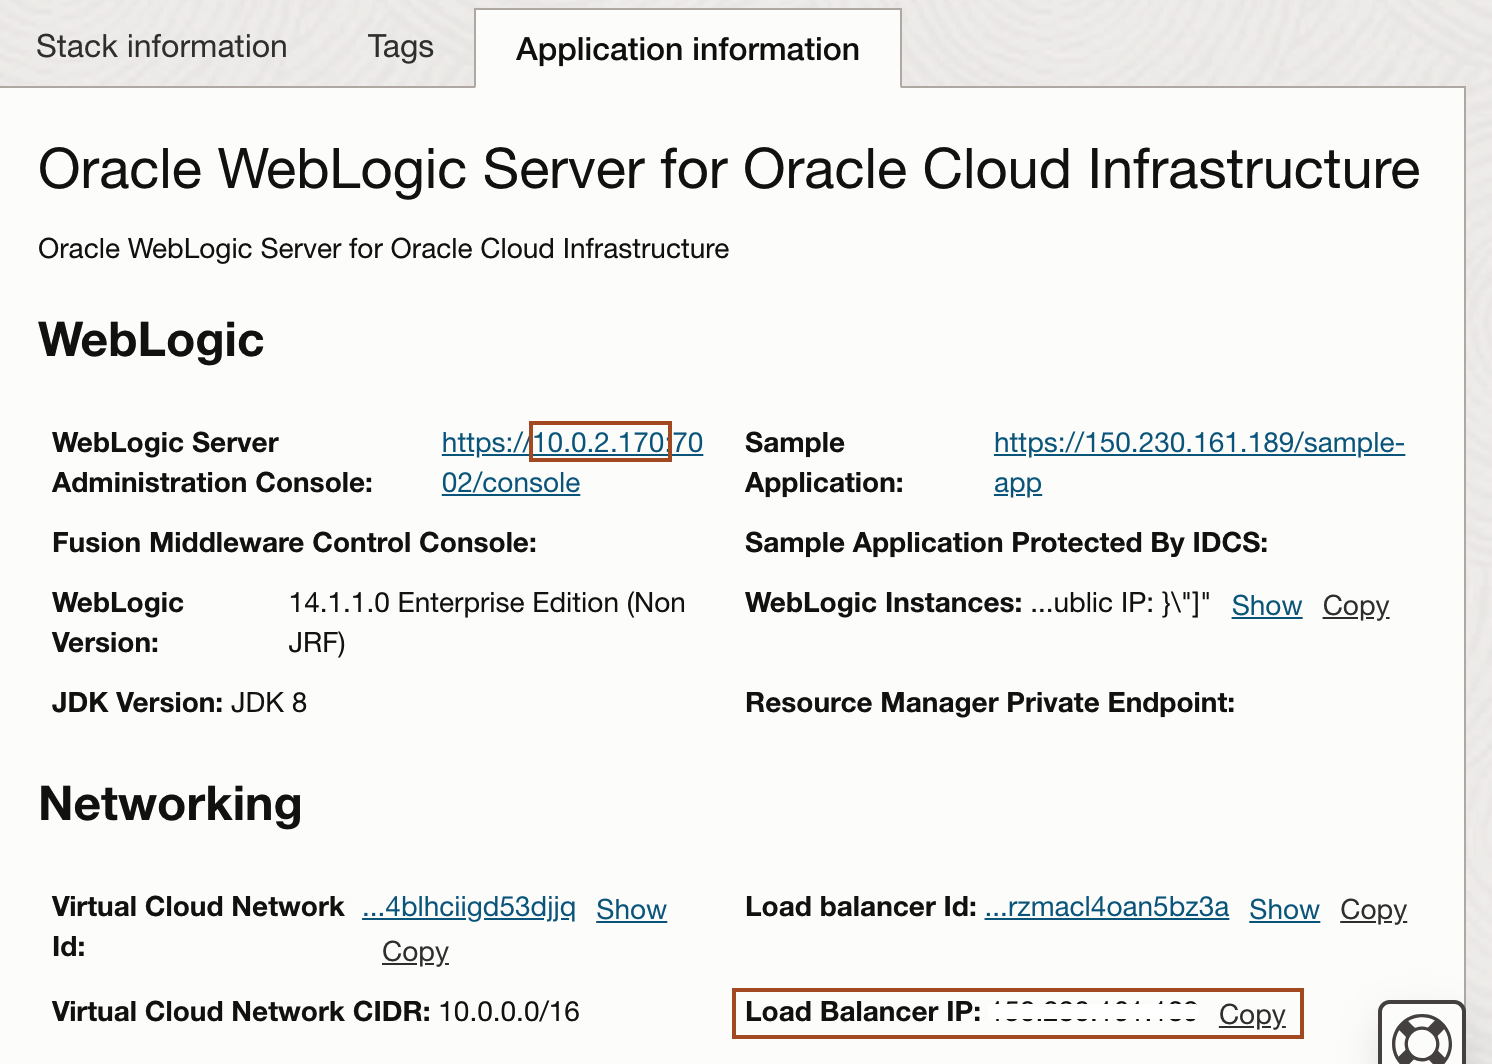 Stack information Tags Application information
Oracle WebLogic Server for Oracle Cloud Infrastructure
Oracle WebLogic Server for Oracle Cloud Infrastructure
WebLogic
WebLogic Server Administration Console: https://10.0.2.170:7002/console
Sample Application: https://150.230.161.189/sample-app
Fusion Middleware Control Console:
Sample Application Protected By IDCS:
WebLogic Version: 14.1.1.0 Enterprise Edition (Non JRF)
WebLogic Instances: ...ublic IP: }\"]" Show Copy
JDK Version: JDK 8
Resource Manager Private Endpoint:
Networking
Virtual Cloud Network Id: ...4blhciigd53djjq Show Copy
Load balancer Id: ...rzmacl4oan5bz3a Show Copy
Virtual Cloud Network CIDR: 10.0.0.0/16
Load Balancer IP: Copy